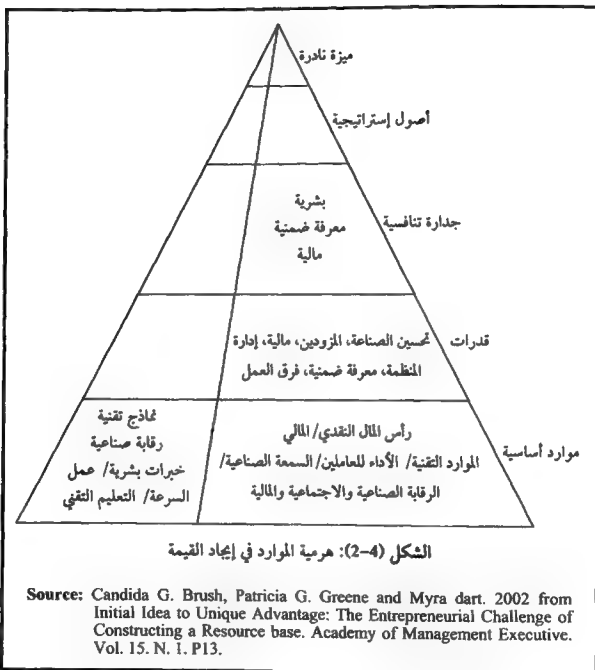 ميزة نادرة
أصول إستراتيجية
بشرية
معرفة ضمنية
مالية
جدارة تنافسية
تحسين الصناعة، المزودين، مالية، إدارة
المنظمة، معرفة ضمنية، فرق العمل
قدرات
رأس المال النقدي/ المالي
الموارد التقنية/ الأداء للعاملين/ السمعة الصناعية/
الرقابة الصناعية والاجتماعية والمالية
نماذج تقنية
رقابة صناعية
خبرات بشرية/ عمل
السرعة/ التعليم التقني
موارد أساسية
الشكل (4-2): هرمية الموارد في إيجاد القيمة
Source: Candida G. Brush, Patricia G. Greene and Myra dart. 2002 from
Initial Idea to Unique Advantage: The Entrepreneurial Challenge of
Constructing a Resource base. Academy of Management Executive.
Vol. 15. N. I. P13.